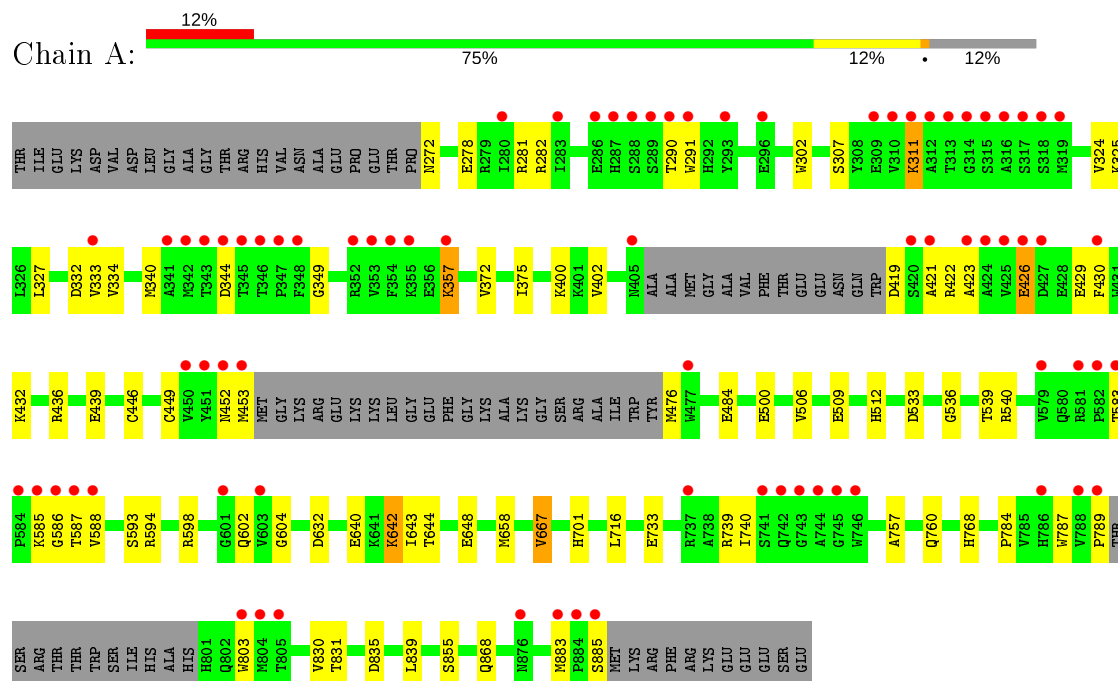 12%
Chain A:
75% 12% • 12%
THR ILE GLU LYS ASP VAL ASP LEU GLY ALA GLY THR ARG HIS VAL ASN ALA GLU PRO GLU THR PRO N272 E278 R279 I280 R281 R282 I283 E286 H287 S288 S289 T290 W291 H292 Y293 E296 W302 S307 Y308 E309 V310 K311 A312 T313 G314 S315 A316 S317 S318 M319 V324 K325
L326 L327 D332 V333 V334 M340 A341 M342 T343 D344 T345 T346 P347 F348 G349 R352 V353 F354 K355 E356 K357 V372 I375 K400 K401 V402 N405 ALA ALA MET GLY ALA VAL PHE THR GLU GLU ASN GLN TRP D419 S420 A421 R422 A423 A424 V425 E426 D427 E428 E429 F430 W431
K432 R436 E439 C446 C449 V450 Y451 N452 M453 MET GLY LYS ARG GLU LYS LYS LEU GLY GLU PHE GLY LYS ALA LYS GLY SER ARG ALA ILE TRP TYR M476 W477 E484 E500 V506 E509 H512 D533 G536 T539 R540 V579 Q580 R581 P582 T583
P584 K585 G586 T587 V588 S593 R594 R598 G601 Q602 V603 G604 D632 E640 K641 K642 I643 T644 E648 M658 V667 H701 L716 E733 R737 A738 R739 I740 S741 Q742 G743 A744 G745 W746 A757 Q760 H768 P784 V785 H786 W787 V788 P789 THR
SER ARG THR THR TRP SER ILE HIS ALA HIS H801 Q802 W803 M804 T805 V830 T831 D835 L839 S855 Q868 N876 M883 P884 S885 MET LYS ARG PHE ARG LYS GLU GLU GLU SER GLU